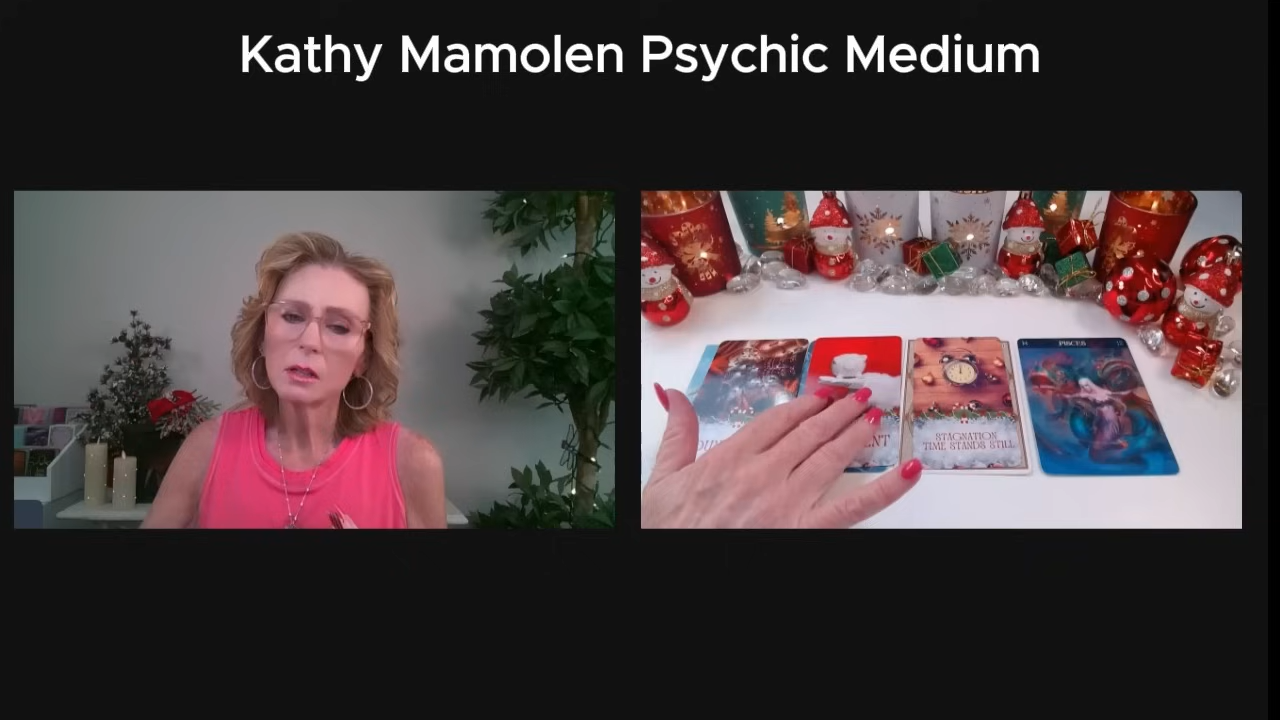 Kathy Mamolen Psychic Medium
PISCES
STAGNATION
TIME STANDS STILL